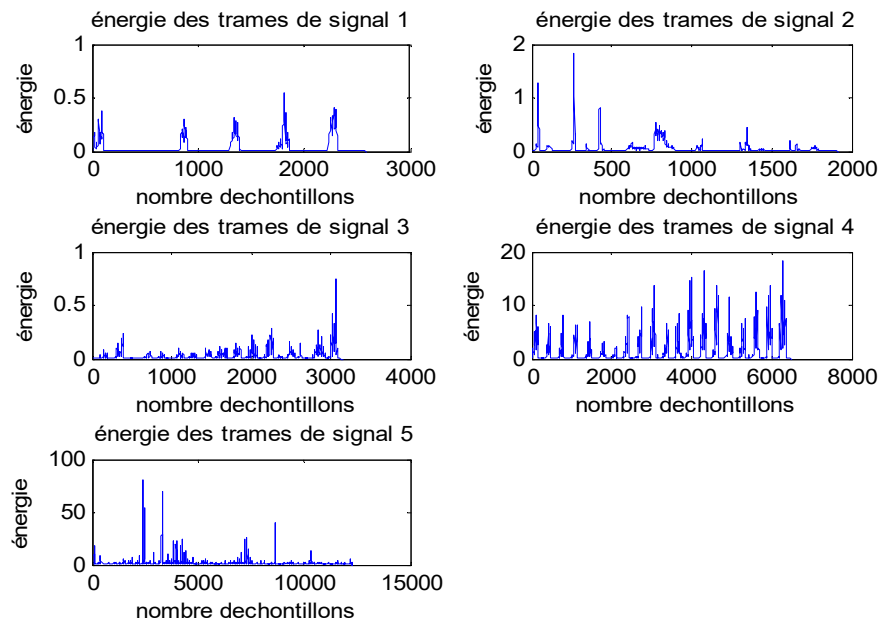 énergie des trames de signal 1
énergie
1
0.5
0
0 1000 2000 3000
nombre dechontillons
énergie des trames de signal 2
énergie
2
1
0
0 500 1000 1500 2000
nombre dechontillons
énergie des trames de signal 3
énergie
1
0.5
0
0 1000 2000 3000 4000
nombre dechontillons
énergie des trames de signal 4
énergie
20
10
0
0 2000 4000 6000 8000
nombre dechontillons
énergie des trames de signal 5
énergie
100
50
0
0 5000 10000 15000
nombre dechontillons